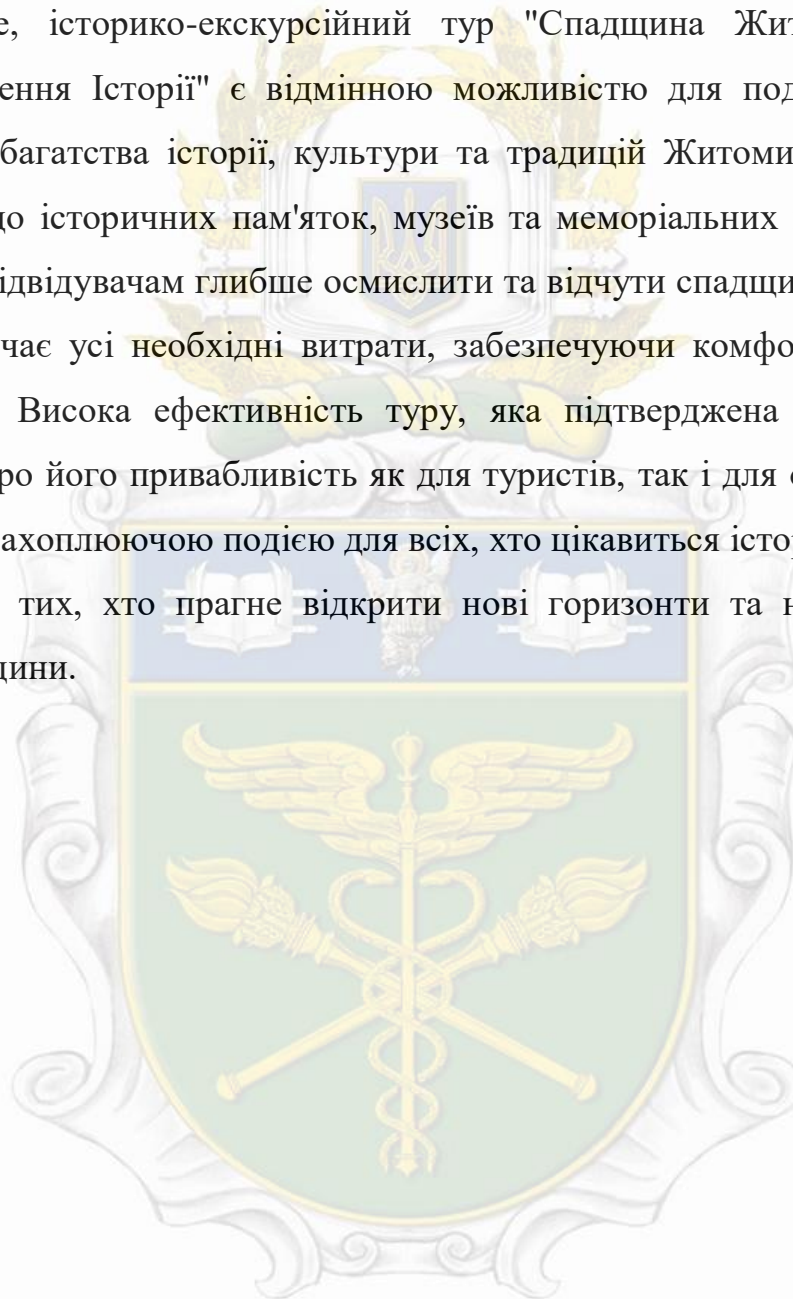 е, історико-екскурсійний тур "Спадщина Жит
ення Історії" є відмінною можливістю для под
багатства історії, культури та традицій Житоми
до історичних пам'яток, музеїв та меморіальних
ідвідувачам глибше осмислити та відчути спадщи
чає усі необхідні витрати, забезпечуючи комфо
Висока ефективність туру, яка підтверджена
ро його привабливість як для туристів, так і для
ахоплюючою подією для всіх, хто цікавиться істор
тих, хто прагне відкрити нові горизонти та н
цини.